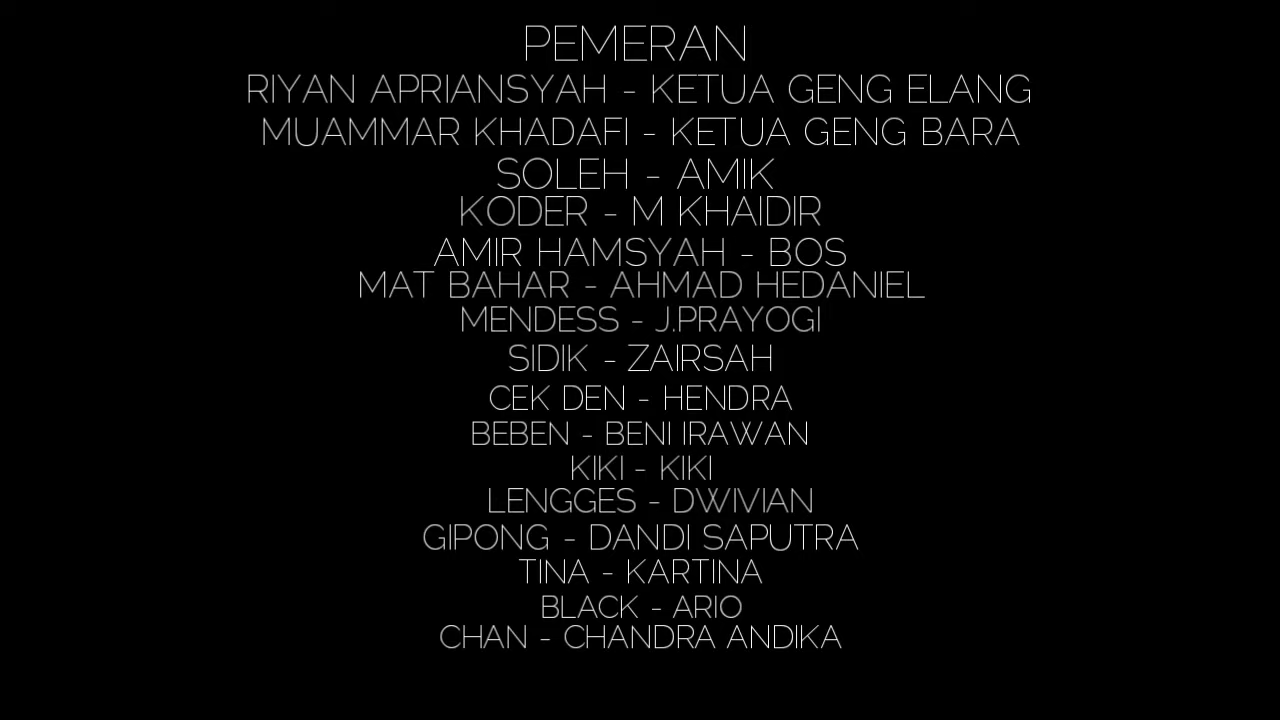 PEMERAN
RIYAN APRIANSYAH - KETUA GENG ELANG
MUAMMAR KHADAFI - KETUA GENG BARA
SOLEH - AMIK
KODER - M KHAIDIR
AMIR HAMSYAH - BOS
MAT BAHAR - AHMAD HEDANIEL
MENDESS - J.PRAYOGI
SIDIK - ZAIRSAH
CEK DEN - HENDRA
BEBEN - BENI IRAWAN
KIKI - KIKI
LENGGES - DWIVIAN
GIPONG - DANDI SAPUTRA
TINA - KARTINA
BLACK - ARIO
CHAN - CHANDRA ANDIKA